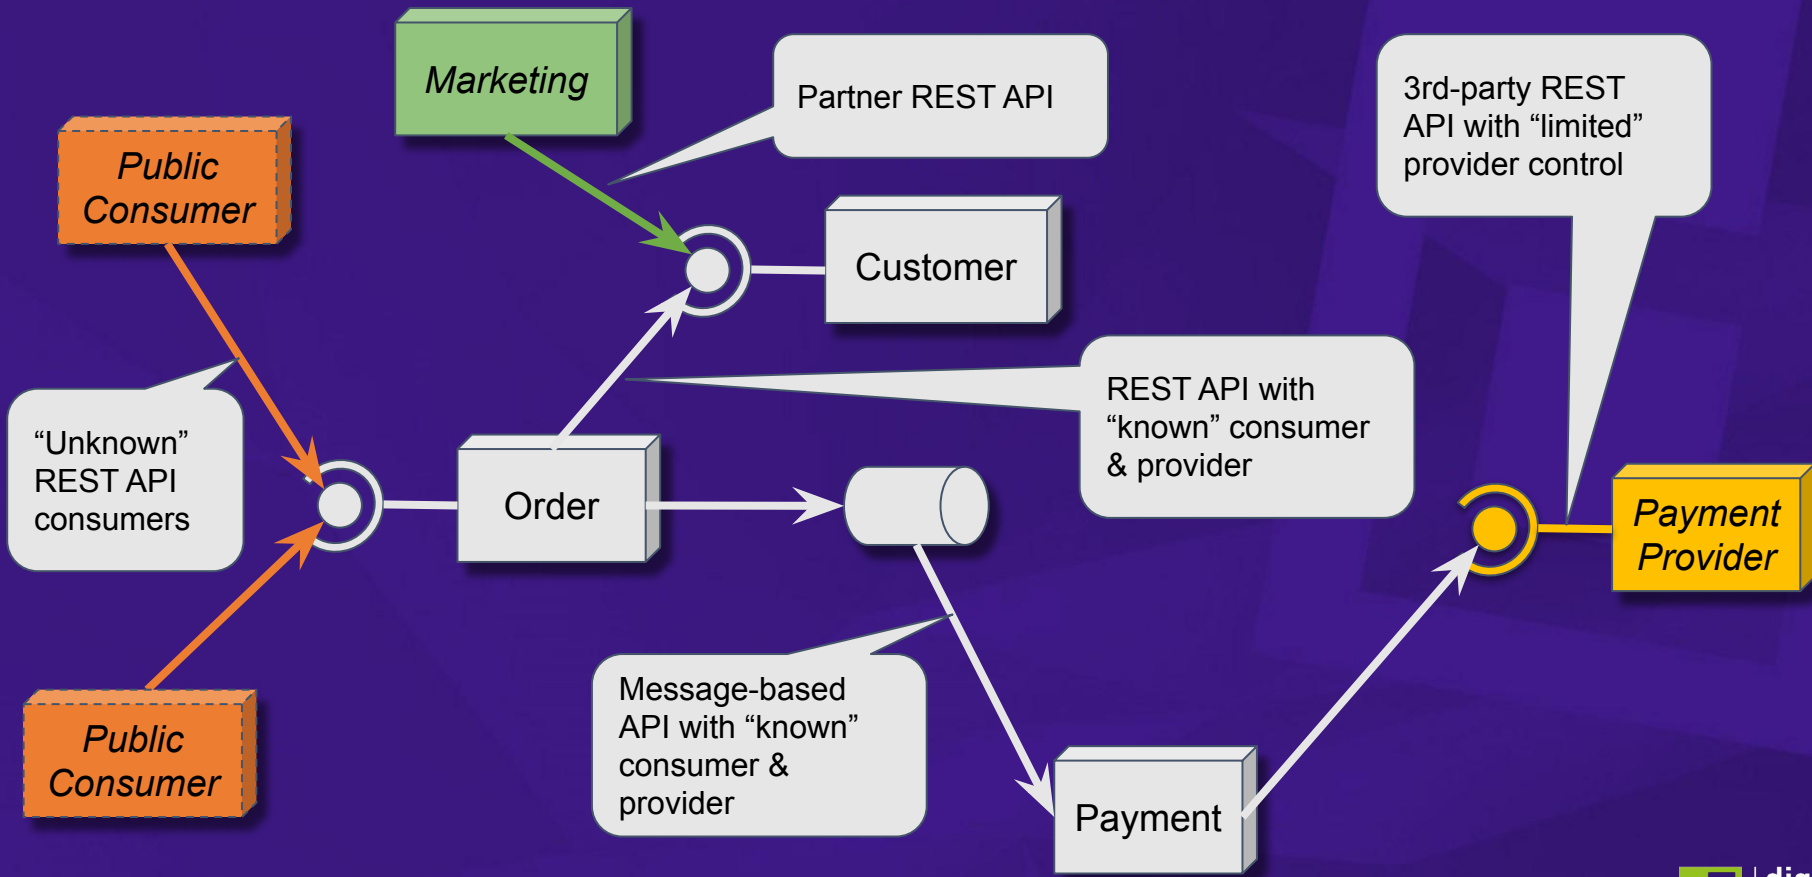 Marketing
Partner REST API
3rd-party REST
API with “limited”
provider control
Public
Consumer
Customer
REST API with
“known” consumer
& provider
“Unknown”
REST API
consumers
Order
Payment
Provider
Message-based
API with “known”
consumer &
provider
Public
Consumer
Payment